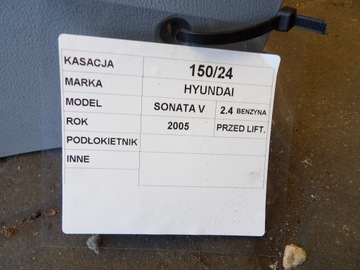 KASACJA 150/24
MARKA HYUNDAI
MODEL SONATA V 2.4 BENZYNA
ROK 2005 PRZED LIFT.
PODŁOKIETNIK
INNE